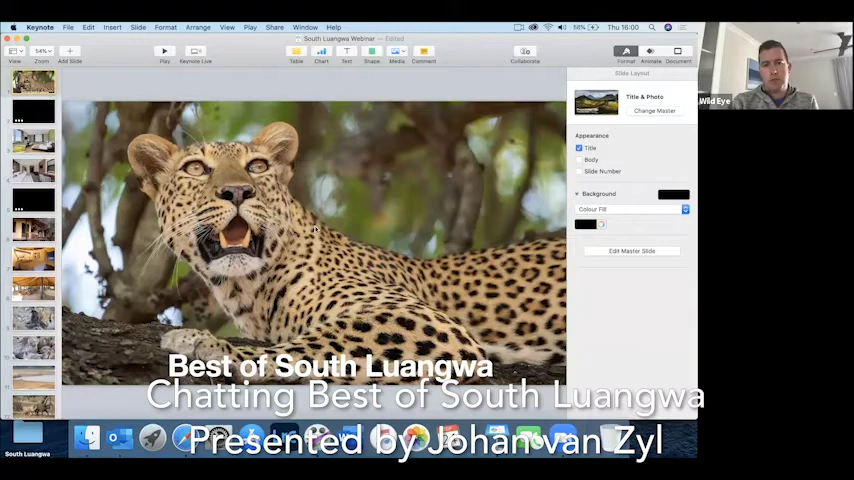 Keynote File Edit Insert Slide Format Arrange View Play Share Window Help
Thu 16:00
South Luangwa Webinar — Edited
54%
View Zoom Add Slide
Play Keynote Live
Table Chart Text Shape Media Comment
Collaborate
Format Animate Document
Slide Layout
Title & Photo
Change Master
Appearance
Title
Body
Slide Number
Background
Colour Fill
Edit Master Slide
Wild Eye
Best of South Luangwa
Chatting Best of South Luangwa
Presented by Johan van Zyl
South Luangwa